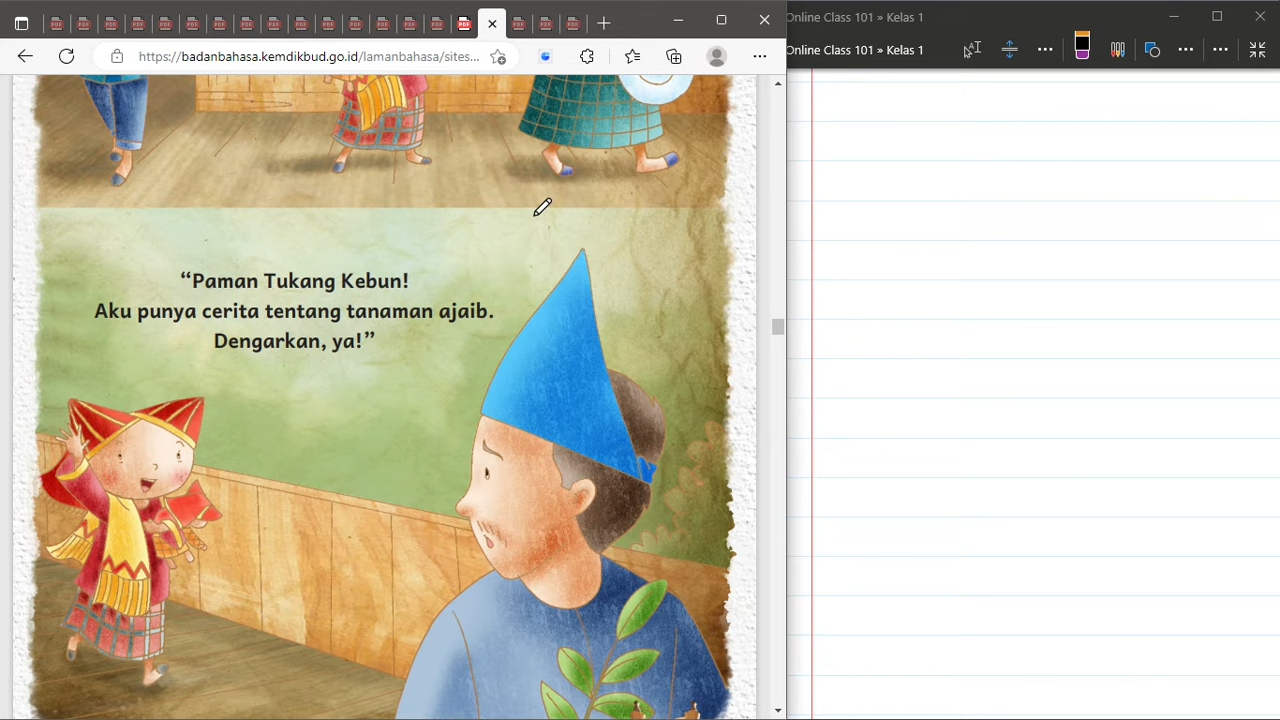 Online Class 101 » Kelas 1
https://badanbahasa.kemdikbud.go.id/lamanbahasa/sites...
Online Class 101 » Kelas 1
“Paman Tukang Kebun!
Aku punya cerita tentang tanaman ajaib.
Dengarkan, ya!”